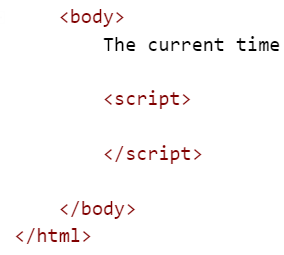 <body>
The current time
<script>
</script>
</body>
</html>